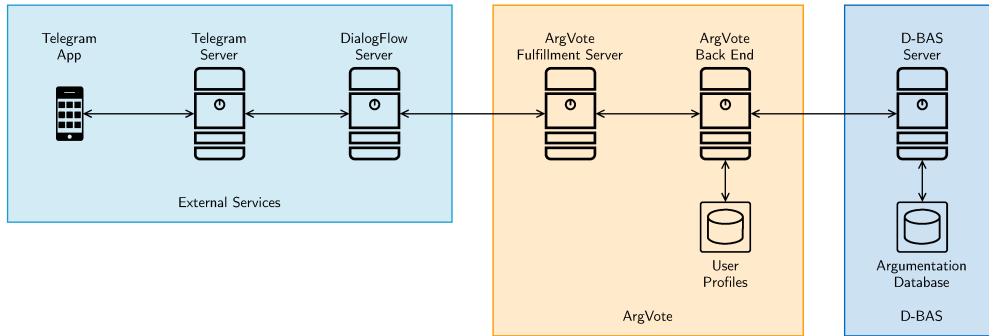 Telegram
App
Telegram
Server
DialogFlow
Server
External Services
ArgVote
Fulfillment Server
ArgVote
Back End
User
Profiles
ArgVote
D-BAS
Server
Argumentation
Database
D-BAS